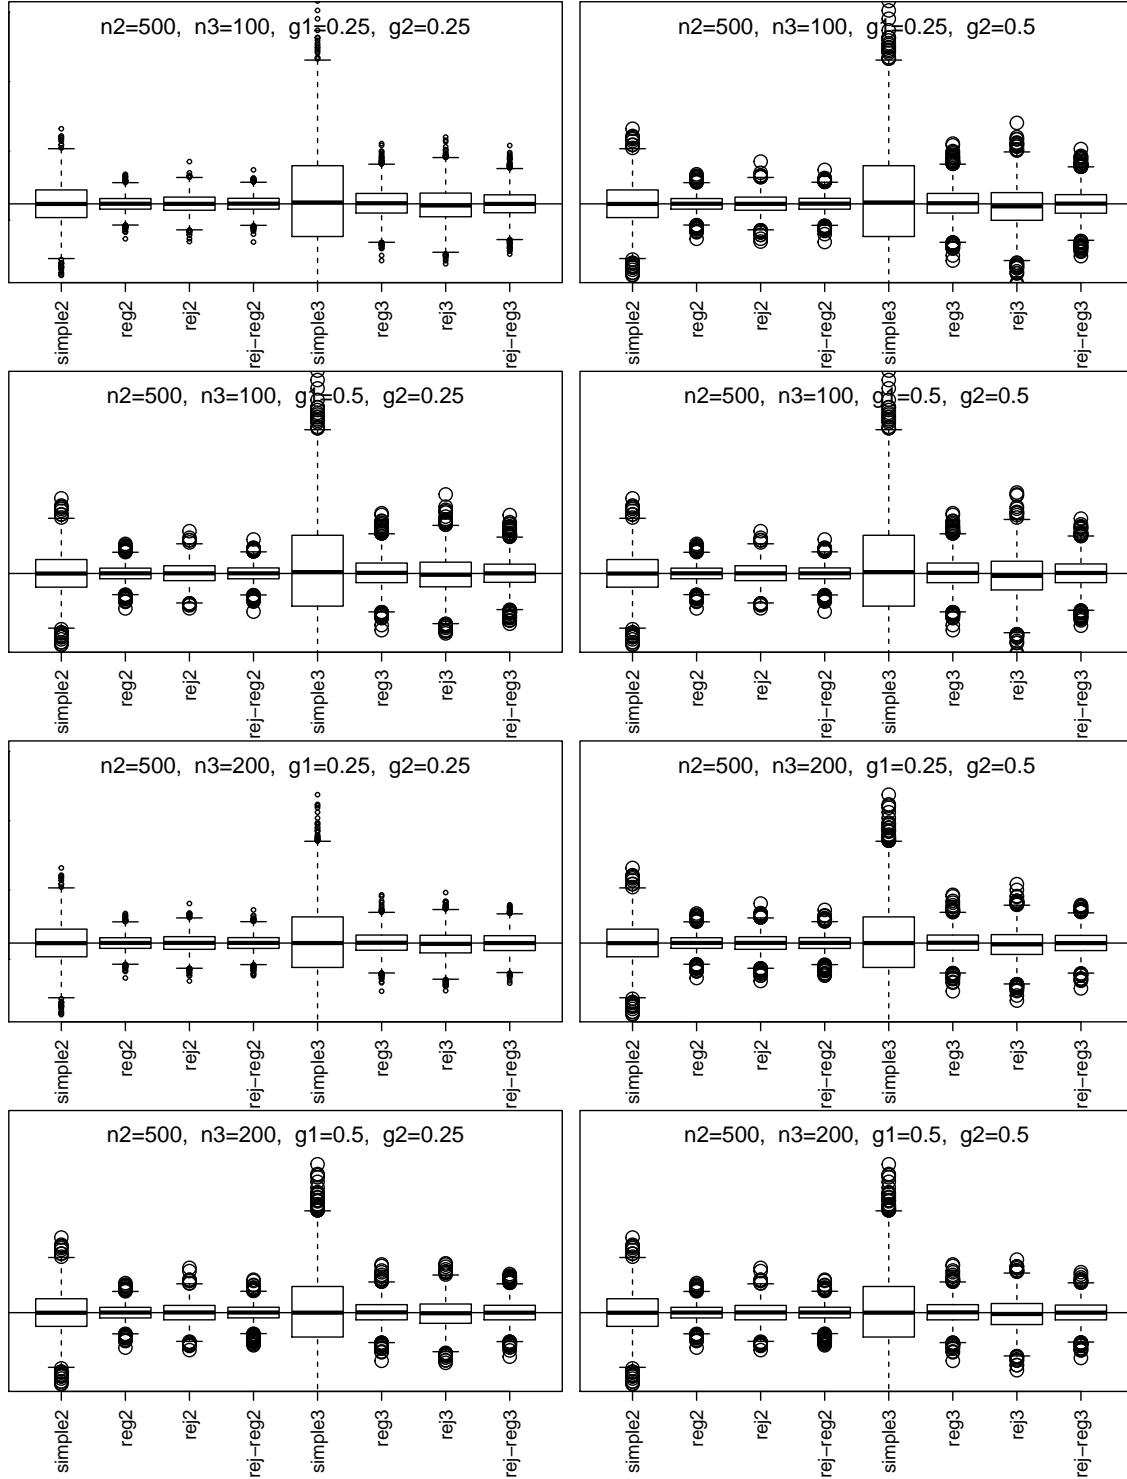 n2=500, n3=100, g1=0.25, g2=0.25
simple2
reg2
rej2
rej−reg2
simple3
reg3
rej3
rej−reg3
n2=500, n3=100, g1=0.25, g2=0.5
simple2
reg2
rej2
rej−reg2
simple3
reg3
rej3
rej−reg3
n2=500, n3=100, g1=0.5, g2=0.25
simple2
reg2
rej2
rej−reg2
simple3
reg3
rej3
rej−reg3
n2=500, n3=100, g1=0.5, g2=0.5
simple2
reg2
rej2
rej−reg2
simple3
reg3
rej3
rej−reg3
n2=500, n3=200, g1=0.25, g2=0.25
simple2
reg2
rej2
rej−reg2
simple3
reg3
rej3
rej−reg3
n2=500, n3=200, g1=0.25, g2=0.5
simple2
reg2
rej2
rej−reg2
simple3
reg3
rej3
rej−reg3
n2=500, n3=200, g1=0.5, g2=0.25
simple2
reg2
rej2
rej−reg2
simple3
reg3
rej3
rej−reg3
n2=500, n3=200, g1=0.5, g2=0.5
simple2
reg2
rej2
rej−reg2
simple3
reg3
rej3
rej−reg3